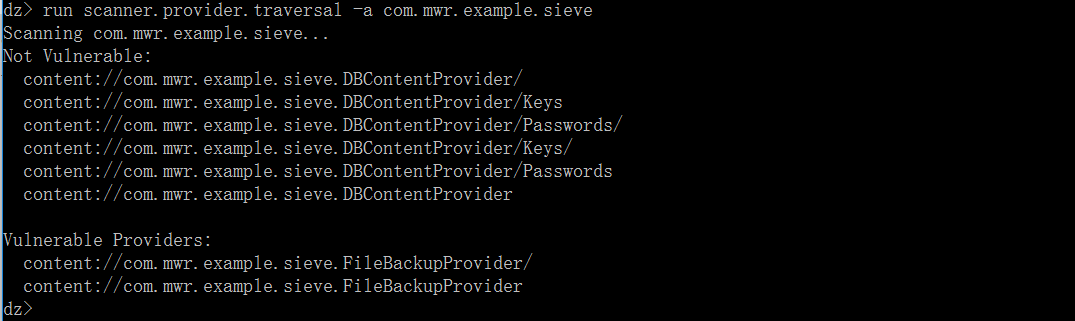 dz> run scanner.provider.traversal -a com.mwr.example.sieve
Scanning com.mwr.example.sieve...
Not Vulnerable:
  content://com.mwr.example.sieve.DBContentProvider/
  content://com.mwr.example.sieve.DBContentProvider/Keys
  content://com.mwr.example.sieve.DBContentProvider/Passwords/
  content://com.mwr.example.sieve.DBContentProvider/Keys/
  content://com.mwr.example.sieve.DBContentProvider/Passwords
  content://com.mwr.example.sieve.DBContentProvider

Vulnerable Providers:
  content://com.mwr.example.sieve.FileBackupProvider/
  content://com.mwr.example.sieve.FileBackupProvider
dz>